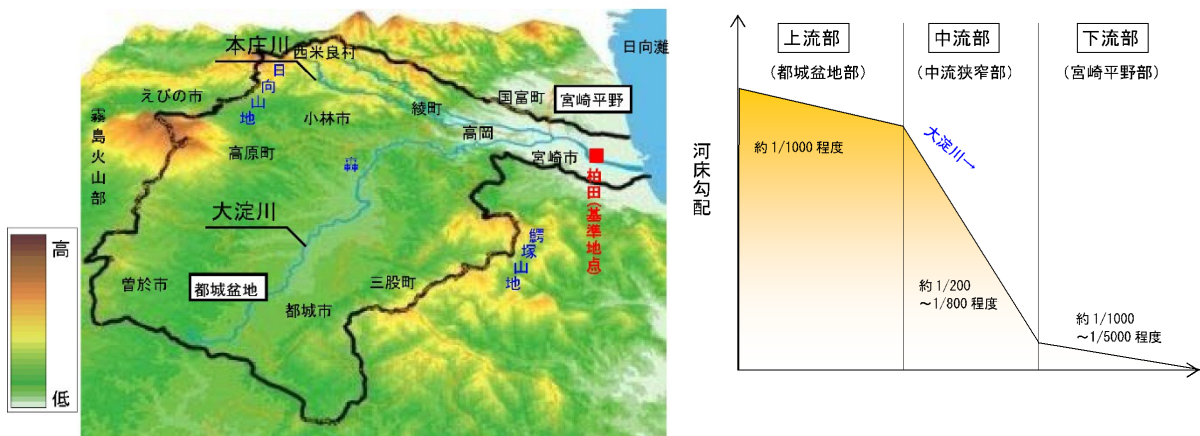 本庄川
西米良村
日向灘
日向山地
えびの市
小林市
綾町
国富町
宮崎平野
霧島火山部
高原町
高岡
轟
宮崎市
柏田(基準地点)
大淀川
鰐塚山地
高
低
曽於市
都城盆地
都城市
三股町
上流部
中流部
下流部
(都城盆地部)
(中流狭窄部)
(宮崎平野部)
河床勾配
大淀川→
約 1/1000 程度
約 1/200
～1/800 程度
約 1/1000
～1/5000 程度